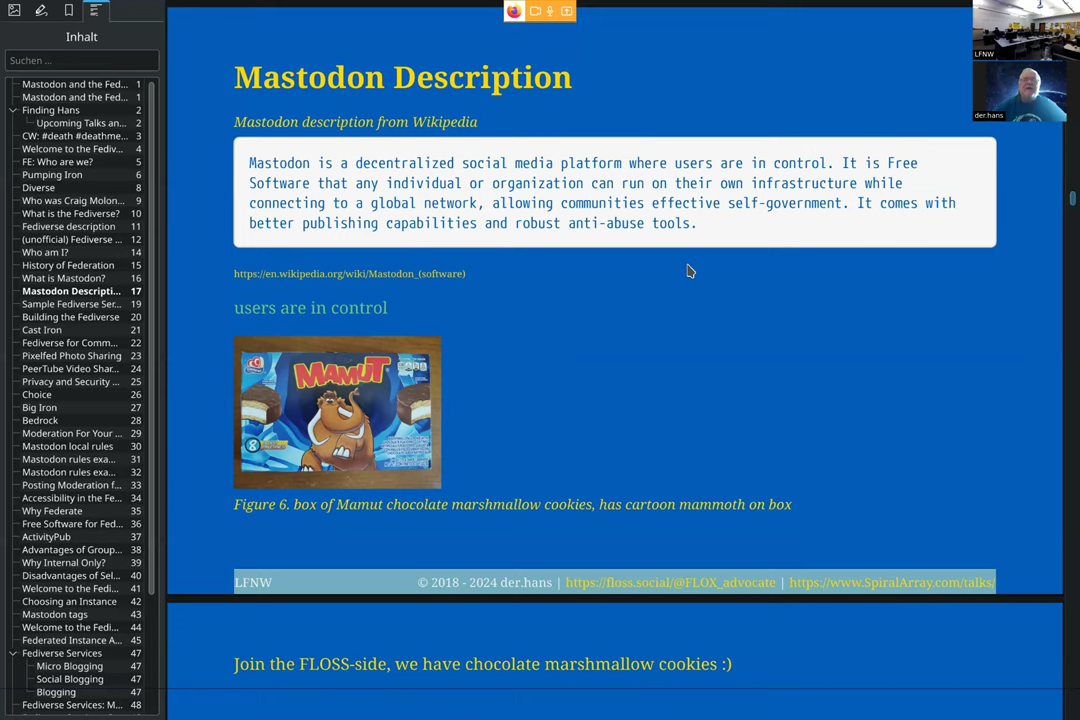 Inhalt
Suchen ...
Mastodon and the Fed... 1
Mastodon and the Fed... 1
Finding Hans 2
Upcoming Talks an... 2
CW: #death #deathme... 3
Welcome to the Fediv... 4
FE: Who are we? 5
Pumping Iron 6
Diverse 8
Who was Craig Molon... 9
What is the Fediverse? 10
Fediverse description 11
(unofficial) Fediverse ... 12
Who am I? 14
History of Federation 15
What is Mastodon? 16
Mastodon Descripti... 17
Sample Fediverse Ser... 19
Building the Fediverse 20
Cast Iron 21
Fediverse for Comm... 22
Pixelfed Photo Sharing 23
PeerTube Video Shar... 24
Privacy and Security ... 25
Choice 26
Big Iron 27
Bedrock 28
Moderation For Your ... 29
Mastodon local rules 30
Mastodon rules exa... 31
Mastodon rules exa... 32
Posting Moderation f... 33
Accessibility in the Fe... 34
Why Federate 35
Free Software for Fed... 36
ActivityPub 37
Advantages of Group... 38
Why Internal Only? 39
Disadvantages of Sel... 40
Welcome to the Fedi... 41
Choosing an Instance 42
Mastodon tags 43
Welcome to the Fedi... 44
Federated Instance A... 45
Fediverse Services 47
Micro Blogging 47
Social Blogging 47
Blogging 47
Fediverse Services: M... 48
Mastodon Description
Mastodon description from Wikipedia
Mastodon is a decentralized social media platform where users are in control. It is Free
Software that any individual or organization can run on their own infrastructure while
connecting to a global network, allowing communities effective self-government. It comes with
better publishing capabilities and robust anti-abuse tools.
https://en.wikipedia.org/wiki/Mastodon_(software)
users are in control
MAMUT
8
Figure 6. box of Mamut chocolate marshmallow cookies, has cartoon mammoth on box
LFNW © 2018 - 2024 der.hans | https://floss.social/@FLOX_advocate | https://www.SpiralArray.com/talks/
Join the FLOSS-side, we have chocolate marshmallow cookies :)
LFNW
der.hans